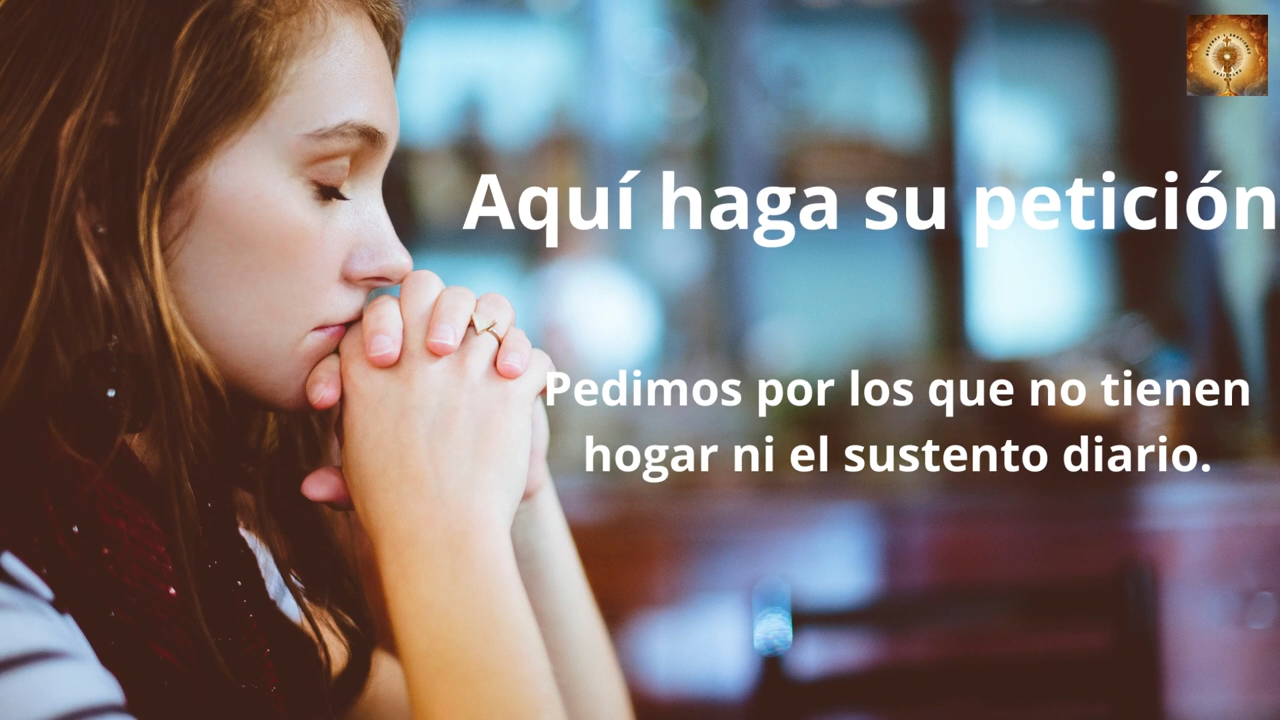 Aquí haga su petición
Pedimos por los que no tienen
hogar ni el sustento diario.